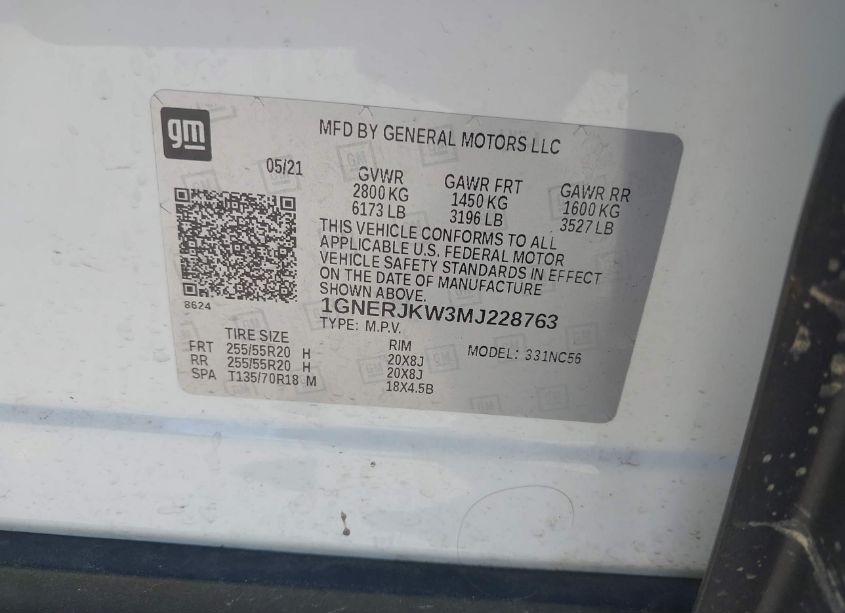 gm
MFD BY GENERAL MOTORS LLC
05/21
GVWR GAWR FRT GAWR RR
2800 KG 1450 KG 1600 KG
6173 LB 3196 LB 3527 LB
THIS VEHICLE CONFORMS TO ALL
APPLICABLE U.S. FEDERAL MOTOR
VEHICLE SAFETY STANDARDS IN EFFECT
ON THE DATE OF MANUFACTURE
SHOWN ABOVE.
8624
1GNERJKW3MJ228763
TYPE: M.P.V.
TIRE SIZE RIM MODEL: 331NC56
FRT 255/55R20 H 20X8J
RR 255/55R20 H 20X8J
SPA T135/70R18 M 18X4.5B